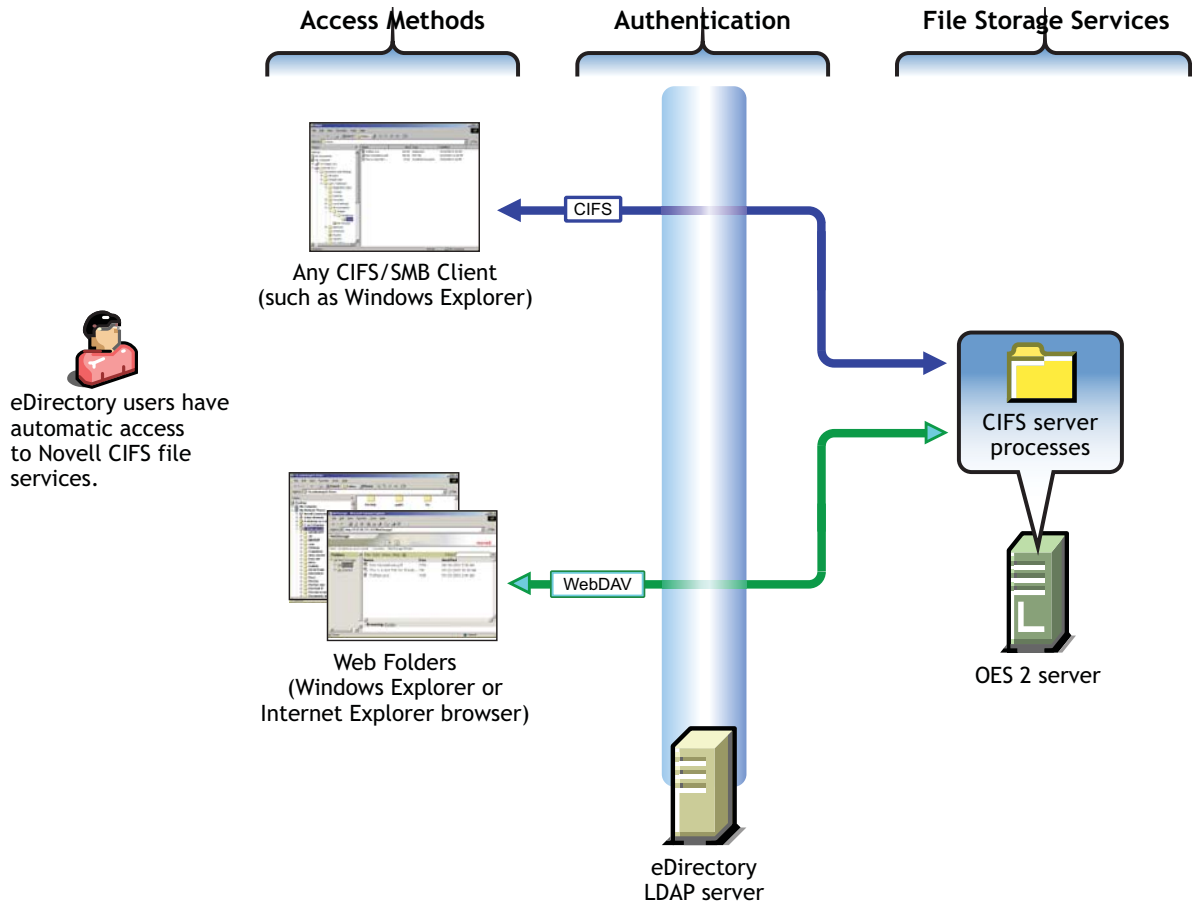 Access Methods
Authentication
File Storage Services
CIFS
Any CIFS/SMB Client
(such as Windows Explorer)
eDirectory users have
automatic access
to Novell CIFS file
services.
CIFS server
processes
WebDAV
Web Folders
(Windows Explorer or
Internet Explorer browser)
OES 2 server
eDirectory
LDAP server